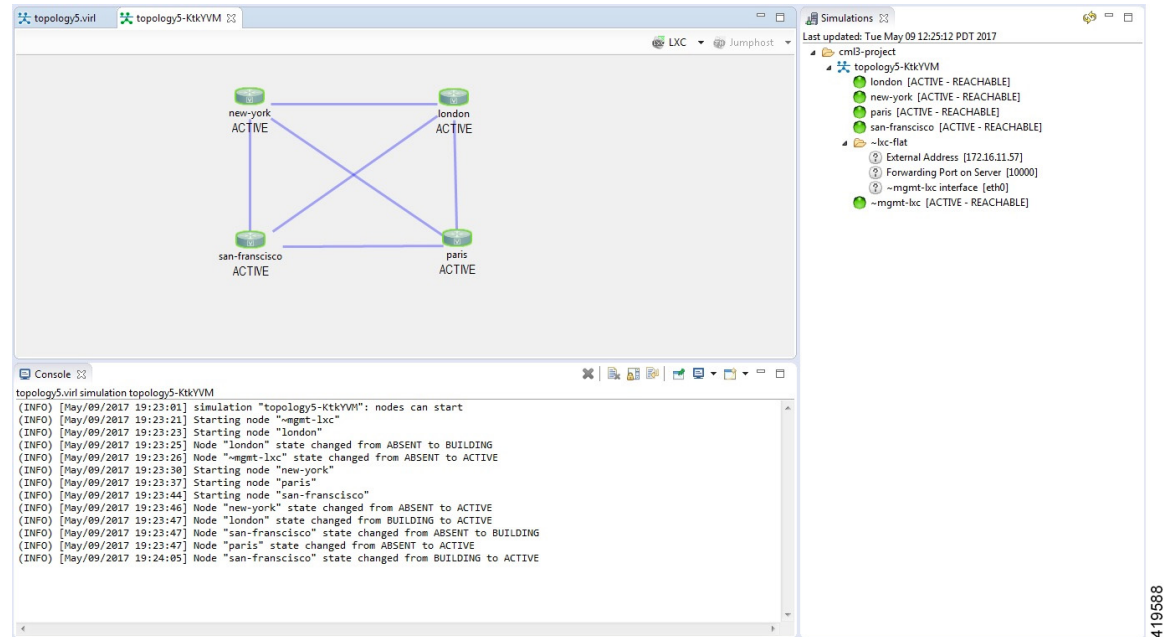 topology5.virl topology5-KtkYVM
LXC Jumphost
new-york london
ACTIVE ACTIVE
san-franscisco paris
ACTIVE ACTIVE
Console
topology5.virl simulation topology5-KtkYVM
(INFO) [May/09/2017 19:23:01] simulation "topology5-KtkYVM": nodes can start
(INFO) [May/09/2017 19:23:21] Starting node "~mgmt-lxc"
(INFO) [May/09/2017 19:23:23] Starting node "london"
(INFO) [May/09/2017 19:23:25] Node "london" state changed from ABSENT to BUILDING
(INFO) [May/09/2017 19:23:26] Node "~mgmt-lxc" state changed from ABSENT to ACTIVE
(INFO) [May/09/2017 19:23:30] Starting node "new-york"
(INFO) [May/09/2017 19:23:37] Starting node "paris"
(INFO) [May/09/2017 19:23:44] Starting node "san-franscisco"
(INFO) [May/09/2017 19:23:46] Node "new-york" state changed from ABSENT to ACTIVE
(INFO) [May/09/2017 19:23:47] Node "london" state changed from BUILDING to ACTIVE
(INFO) [May/09/2017 19:23:47] Node "san-franscisco" state changed from ABSENT to BUILDING
(INFO) [May/09/2017 19:23:47] Node "paris" state changed from ABSENT to ACTIVE
(INFO) [May/09/2017 19:24:05] Node "san-franscisco" state changed from BUILDING to ACTIVE
Simulations
Last updated: Tue May 09 12:25:12 PDT 2017
cml3-project
topology5-KtkYVM
london [ACTIVE - REACHABLE]
new-york [ACTIVE - REACHABLE]
paris [ACTIVE - REACHABLE]
san-franscisco [ACTIVE - REACHABLE]
~lxc-flat
External Address [172.16.11.57]
Forwarding Port on Server [10000]
~mgmt-lxc interface [eth0]
~mgmt-lxc [ACTIVE - REACHABLE]
419588